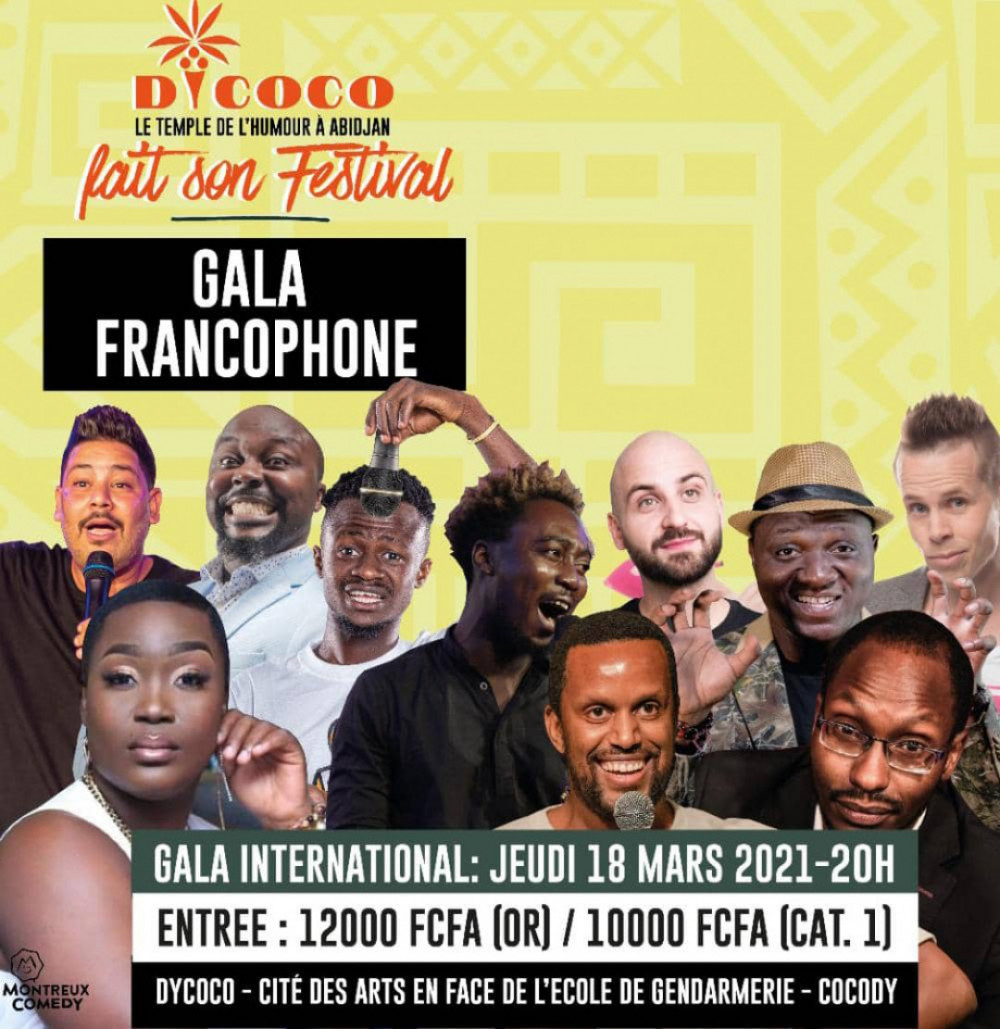 DYCOCO
LE TEMPLE DE L'HUMOUR À ABIDJAN
fait son Festival
GALA
FRANCOPHONE
GALA INTERNATIONAL: JEUDI 18 MARS 2021-20H
ENTREE : 12000 FCFA (OR) / 10000 FCFA (CAT. 1)
DYCOCO - CITÉ DES ARTS EN FACE DE L'ECOLE DE GENDARMERIE - COCODY
MONTREUX
COMEDY